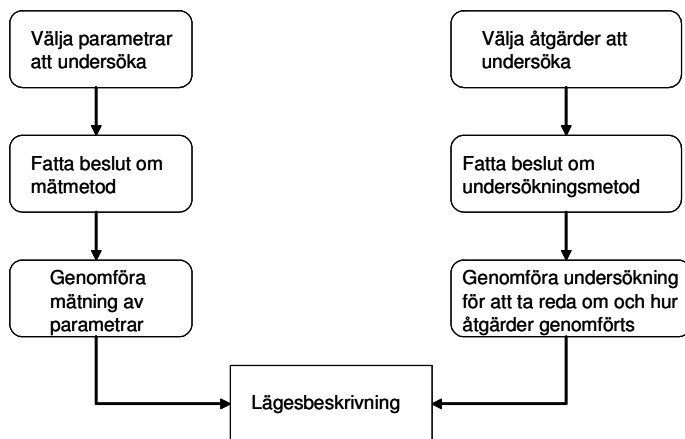 Välja parametrar
att undersöka
Välja åtgärder att
undersöka
Fatta beslut om
mätmetod
Fatta beslut om
undersökningsmetod
Genomföra
mätning av
parametrar
Genomföra undersökning
för att ta reda om och hur
åtgärder genomförts
Lägesbeskrivning